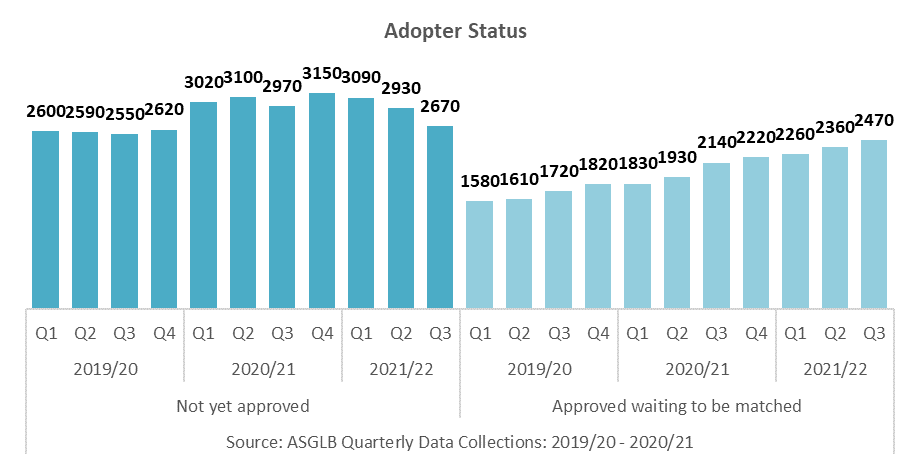 Adopter Status
2600 2590 2550 2620 3020 3100 2970 3150 3090 2930 2670 1580 1610 1720 1820 1830 1930 2140 2220 2260 2360 2470
Q1 Q2 Q3 Q4 Q1 Q2 Q3 Q4 Q1 Q2 Q3 Q1 Q2 Q3 Q4 Q1 Q2 Q3 Q4 Q1 Q2 Q3
2019/20 2020/21 2021/22 2019/20 2020/21 2021/22
Not yet approved Approved waiting to be matched
Source: ASGLB Quarterly Data Collections: 2019/20 - 2020/21